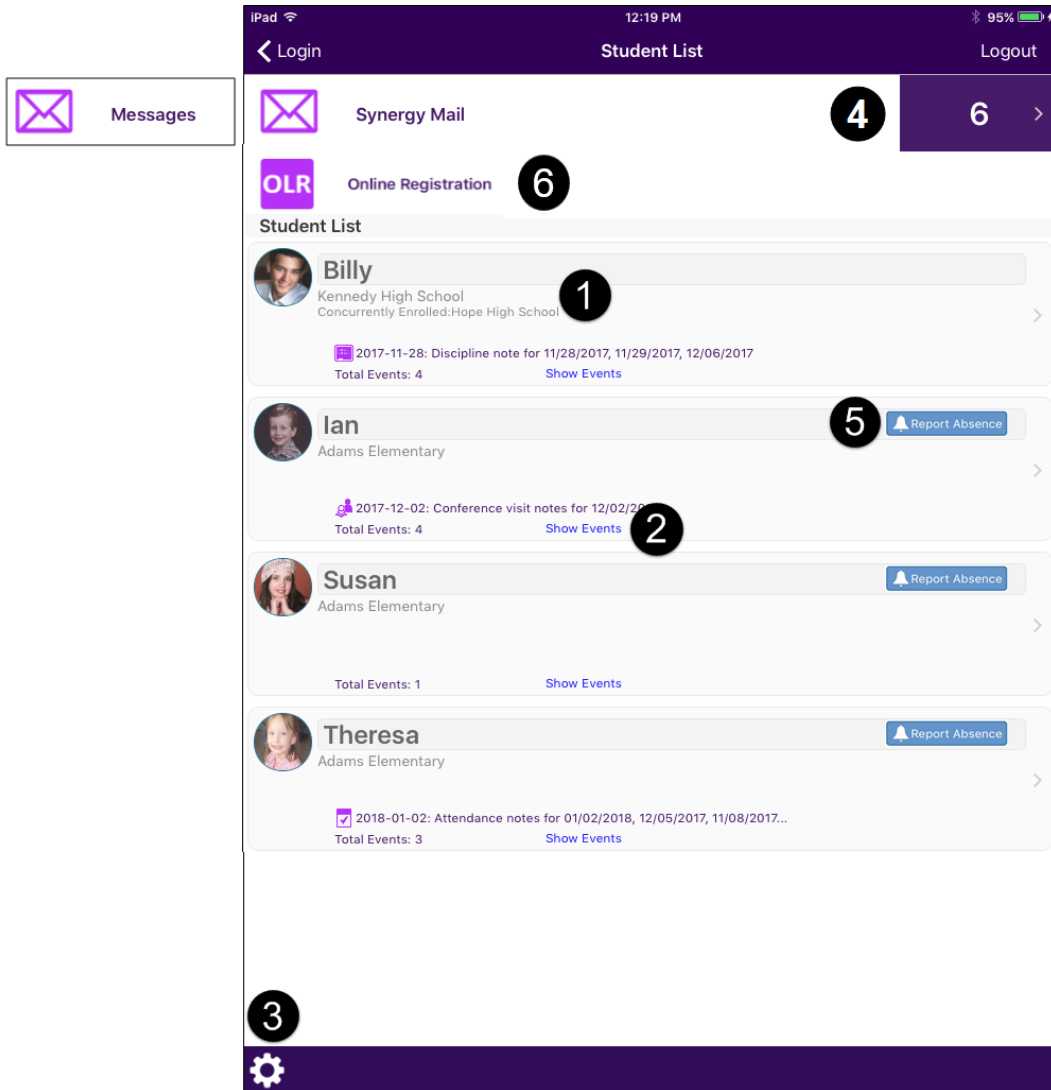 iPad 12:19 PM 95%
Login Student List Logout
Messages
Synergy Mail 4 6
OLR Online Registration 6
Student List
Billy
Kennedy High School 1
Concurrently Enrolled:Hope High School
2017-11-28: Discipline note for 11/28/2017, 11/29/2017, 12/06/2017
Total Events: 4 Show Events
Ian 5 Report Absence
Adams Elementary
2017-12-02: Conference visit notes for 12/02/20
Total Events: 4 Show Events 2
Susan Report Absence
Adams Elementary
Total Events: 1 Show Events
Theresa Report Absence
Adams Elementary
2018-01-02: Attendance notes for 01/02/2018, 12/05/2017, 11/08/2017...
Total Events: 3 Show Events
3